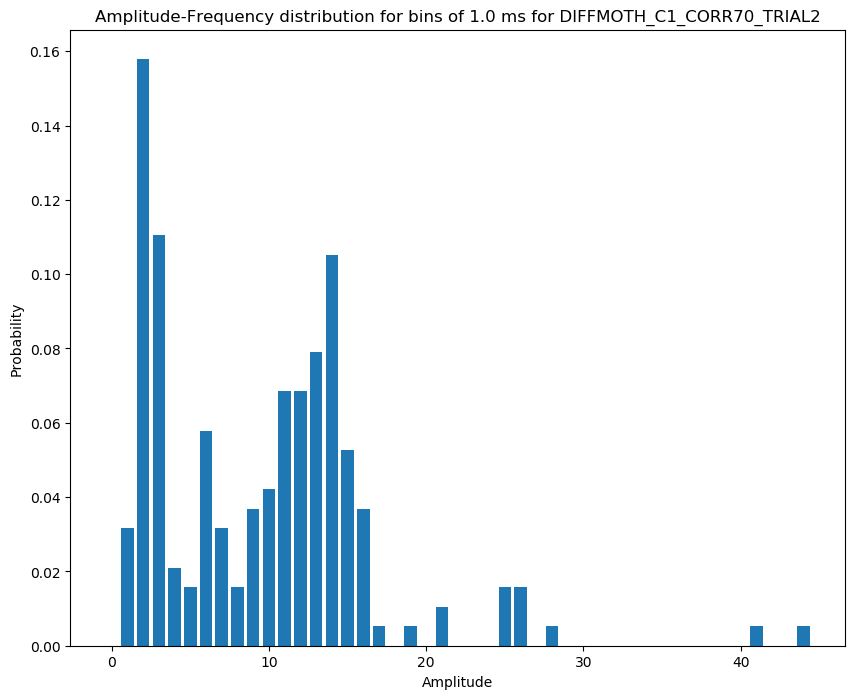 Amplitude-Frequency distribution for bins of 1.0 ms for DIFFMOTH_C1_CORR70_TRIAL2
0.16
0.14
0.12
0.10
0.08
0.06
0.04
0.02
0.00
Probability
0 10 20 30 40
Amplitude